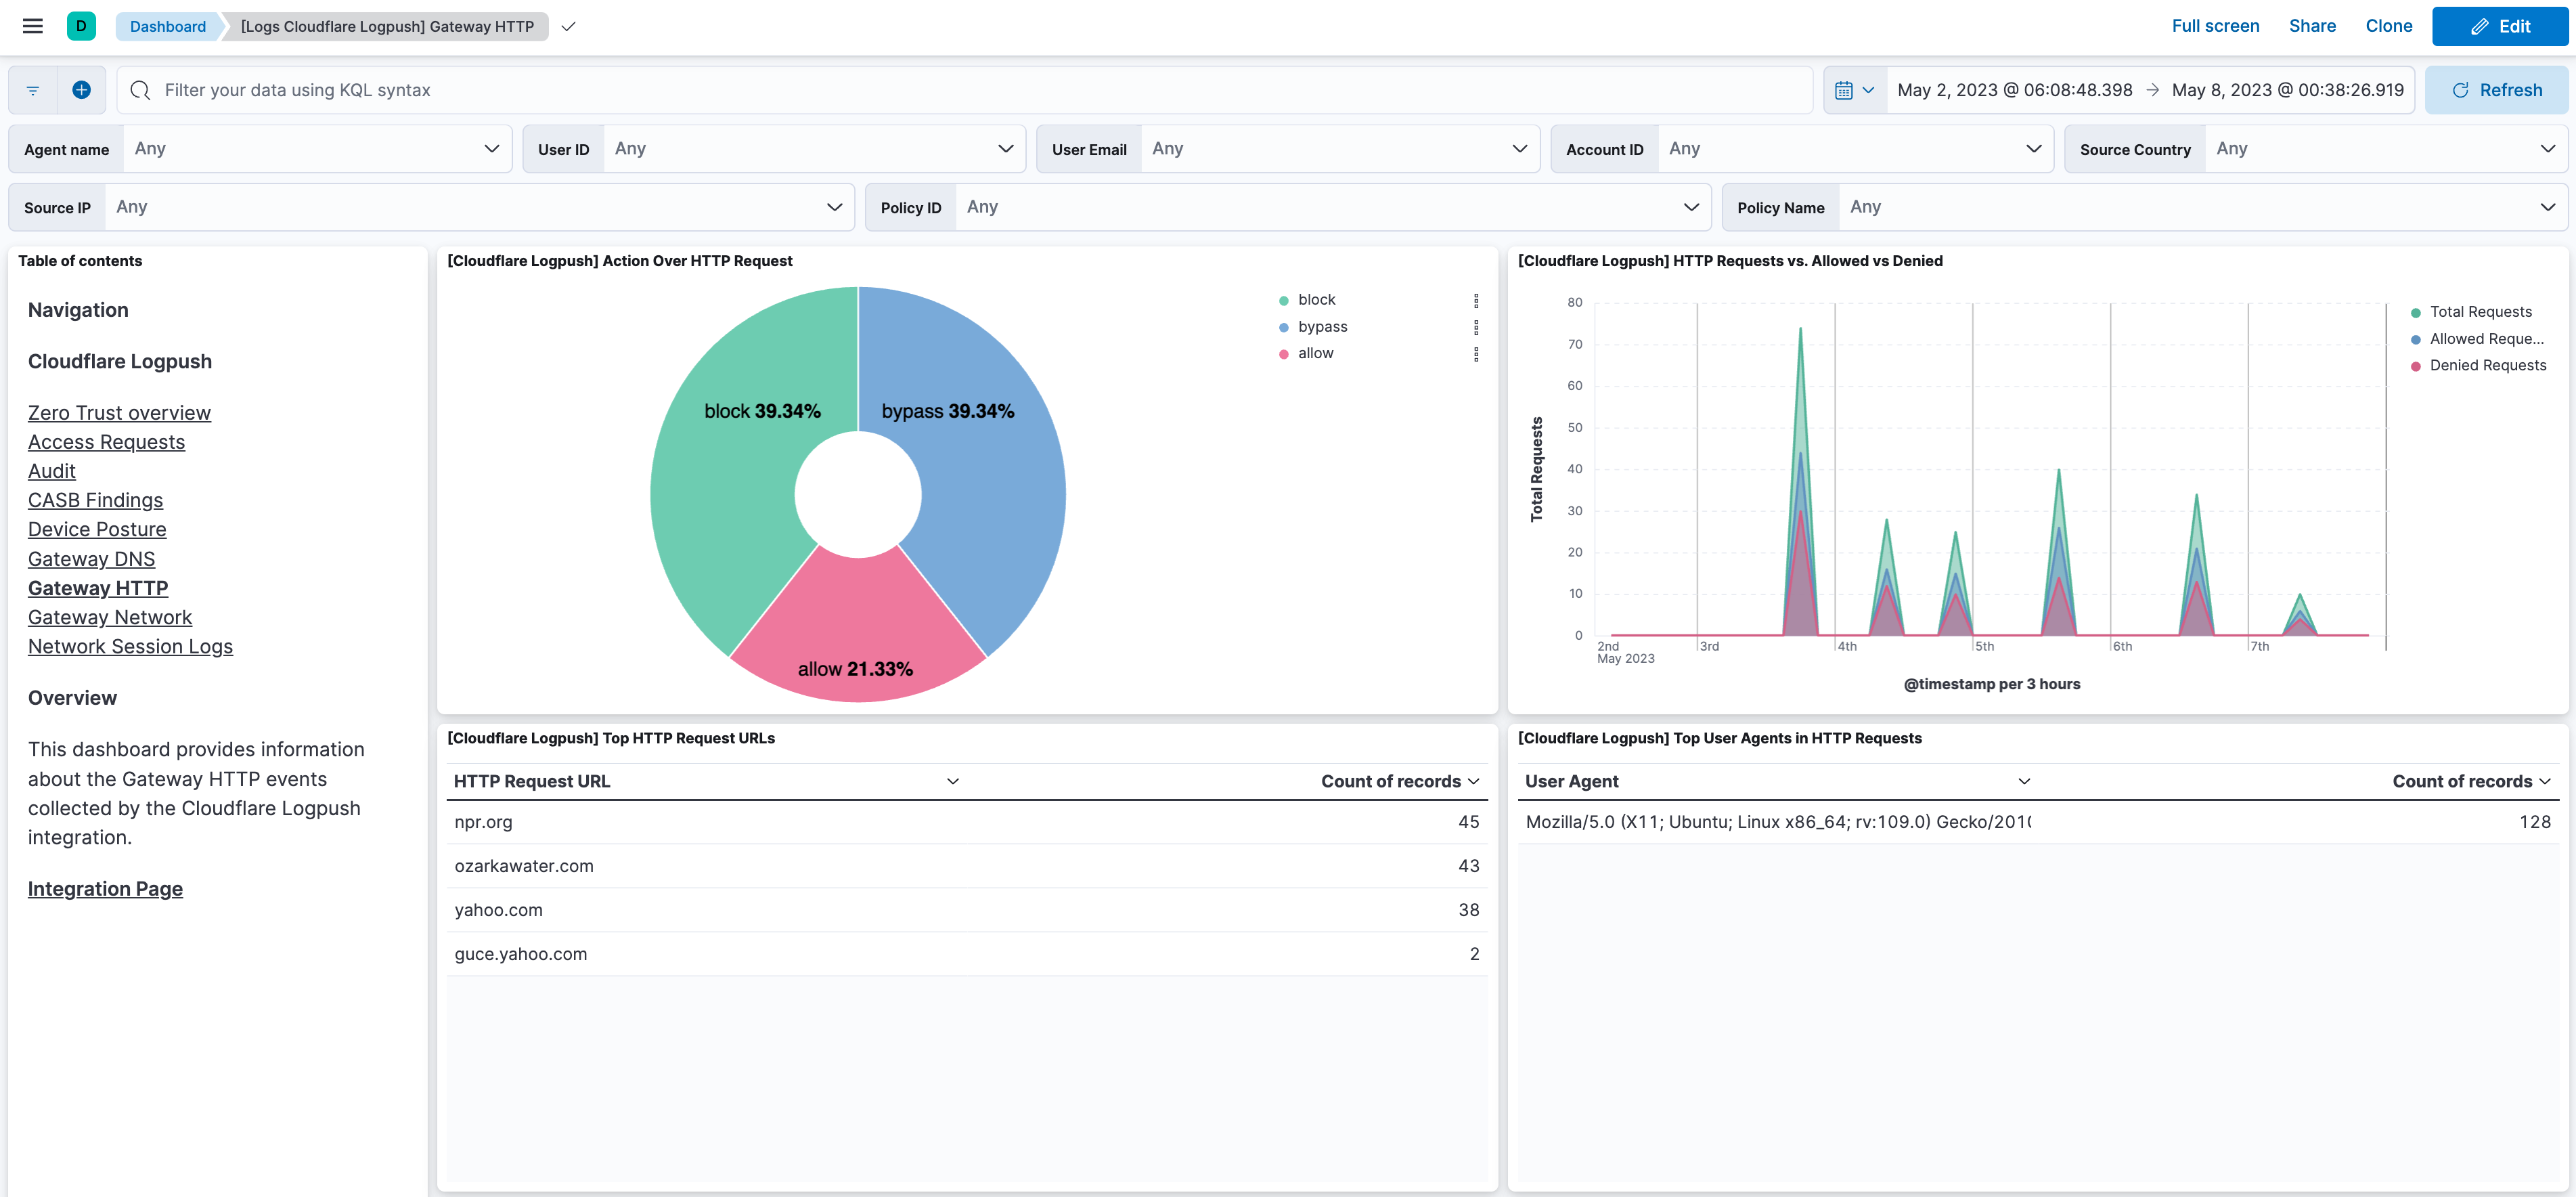 D
Dashboard
[Logs Cloudflare Logpush] Gateway HTTP
Full screen
Share
Clone
Edit
Filter your data using KQL syntax
May 2, 2023 @ 06:08:48.398 → May 8, 2023 @ 00:38:26.919
Refresh
Agent name Any
User ID Any
User Email Any
Account ID Any
Source Country Any
Source IP Any
Policy ID Any
Policy Name Any
Table of contents
Navigation
Cloudflare Logpush
Zero Trust overview
Access Requests
Audit
CASB Findings
Device Posture
Gateway DNS
Gateway HTTP
Gateway Network
Network Session Logs
Overview
This dashboard provides information
about the Gateway HTTP events
collected by the Cloudflare Logpush
integration.
Integration Page
[Cloudflare Logpush] Action Over HTTP Request
block 39.34%
bypass 39.34%
allow 21.33%
block
bypass
allow
[Cloudflare Logpush] HTTP Requests vs. Allowed vs Denied
Total Requests
80
70
60
50
40
30
20
10
0
2nd
May 2023
3rd
4th
5th
6th
7th
@timestamp per 3 hours
Total Requests
Allowed Reque...
Denied Requests
[Cloudflare Logpush] Top HTTP Request URLs
HTTP Request URL Count of records
npr.org 45
ozarkawater.com 43
yahoo.com 38
guce.yahoo.com 2
[Cloudflare Logpush] Top User Agents in HTTP Requests
User Agent Count of records
Mozilla/5.0 (X11; Ubuntu; Linux x86_64; rv:109.0) Gecko/201 128